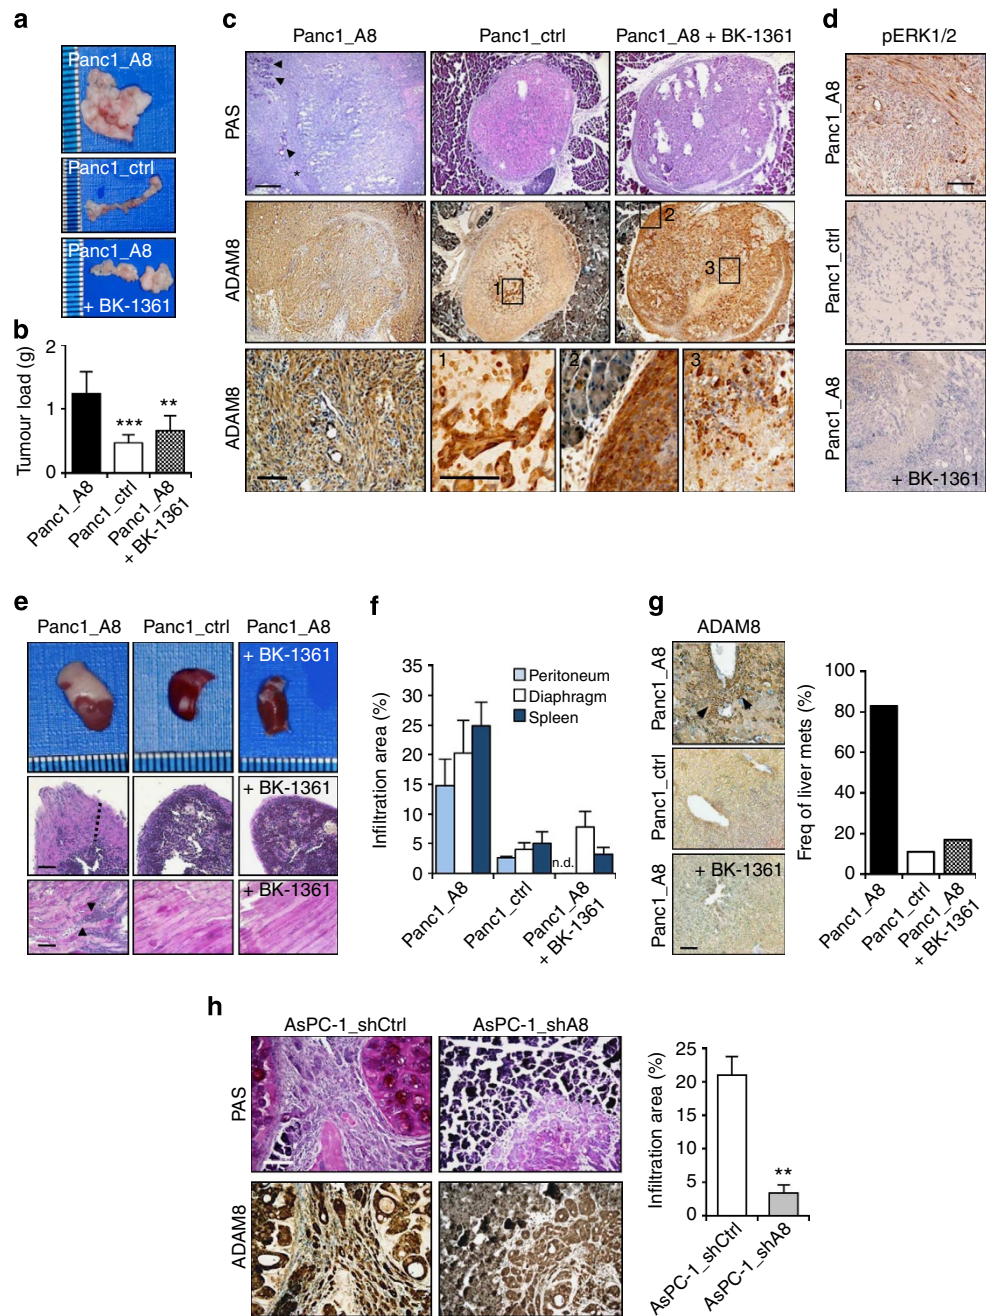 a
Panc1_A8
Panc1_ctrl
Panc1_A8
+ BK-1361
b
Tumour load (g)
2
1
0
***
**
Panc1_A8
Panc1_ctrl
Panc1_A8
+ BK-1361
c
Panc1_A8
Panc1_ctrl
Panc1_A8 + BK-1361
PAS
*
ADAM8
1
2
3
ADAM8
1
2
3
d
pERK1/2
Panc1_A8
Panc1_ctrl
Panc1_A8
+ BK-1361
e
Panc1_A8
Panc1_ctrl
Panc1_A8
+ BK-1361
+ BK-1361
+ BK-1361
f
Infiltration area (%)
35
30
25
20
15
10
5
0
Peritoneum
Diaphragm
Spleen
n.d.
Panc1_A8
Panc1_ctrl
Panc1_A8
+ BK-1361
g
ADAM8
Panc1_A8
Panc1_ctrl
Panc1_A8
+ BK-1361
Freq of liver mets (%)
100
80
60
40
20
0
Panc1_A8
Panc1_ctrl
Panc1_A8
+ BK-1361
h
AsPC-1_shCtrl
AsPC-1_shA8
PAS
ADAM8
Infiltration area (%)
25
20
15
10
5
0
**
AsPC-1_shCtrl
AsPC-1_shA8